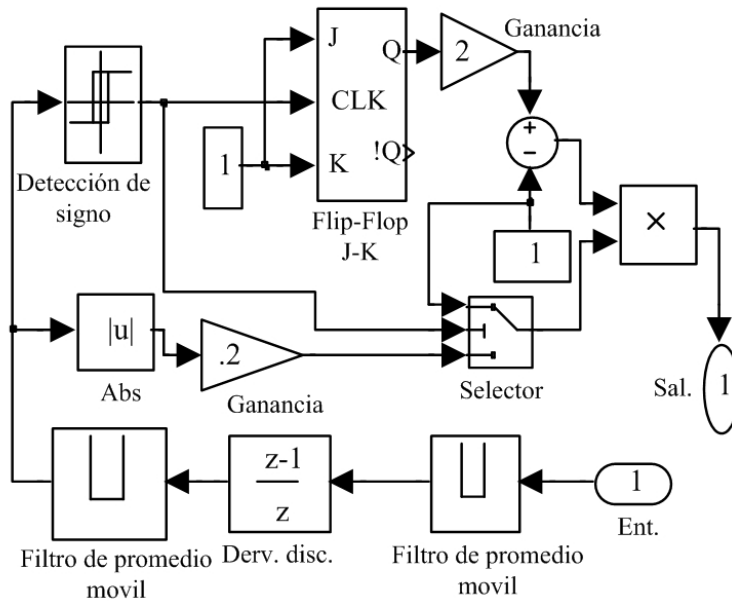 Ganancia
J
Q
2
CLK
1
K
!Q
+
−
Detección de
signo
Flip-Flop
J-K
1
×
|u|
.2
Abs
Ganancia
Selector
Sal.
1
z-1
z
1
Ent.
Filtro de promedio
movil
Derv. disc.
Filtro de promedio
movil